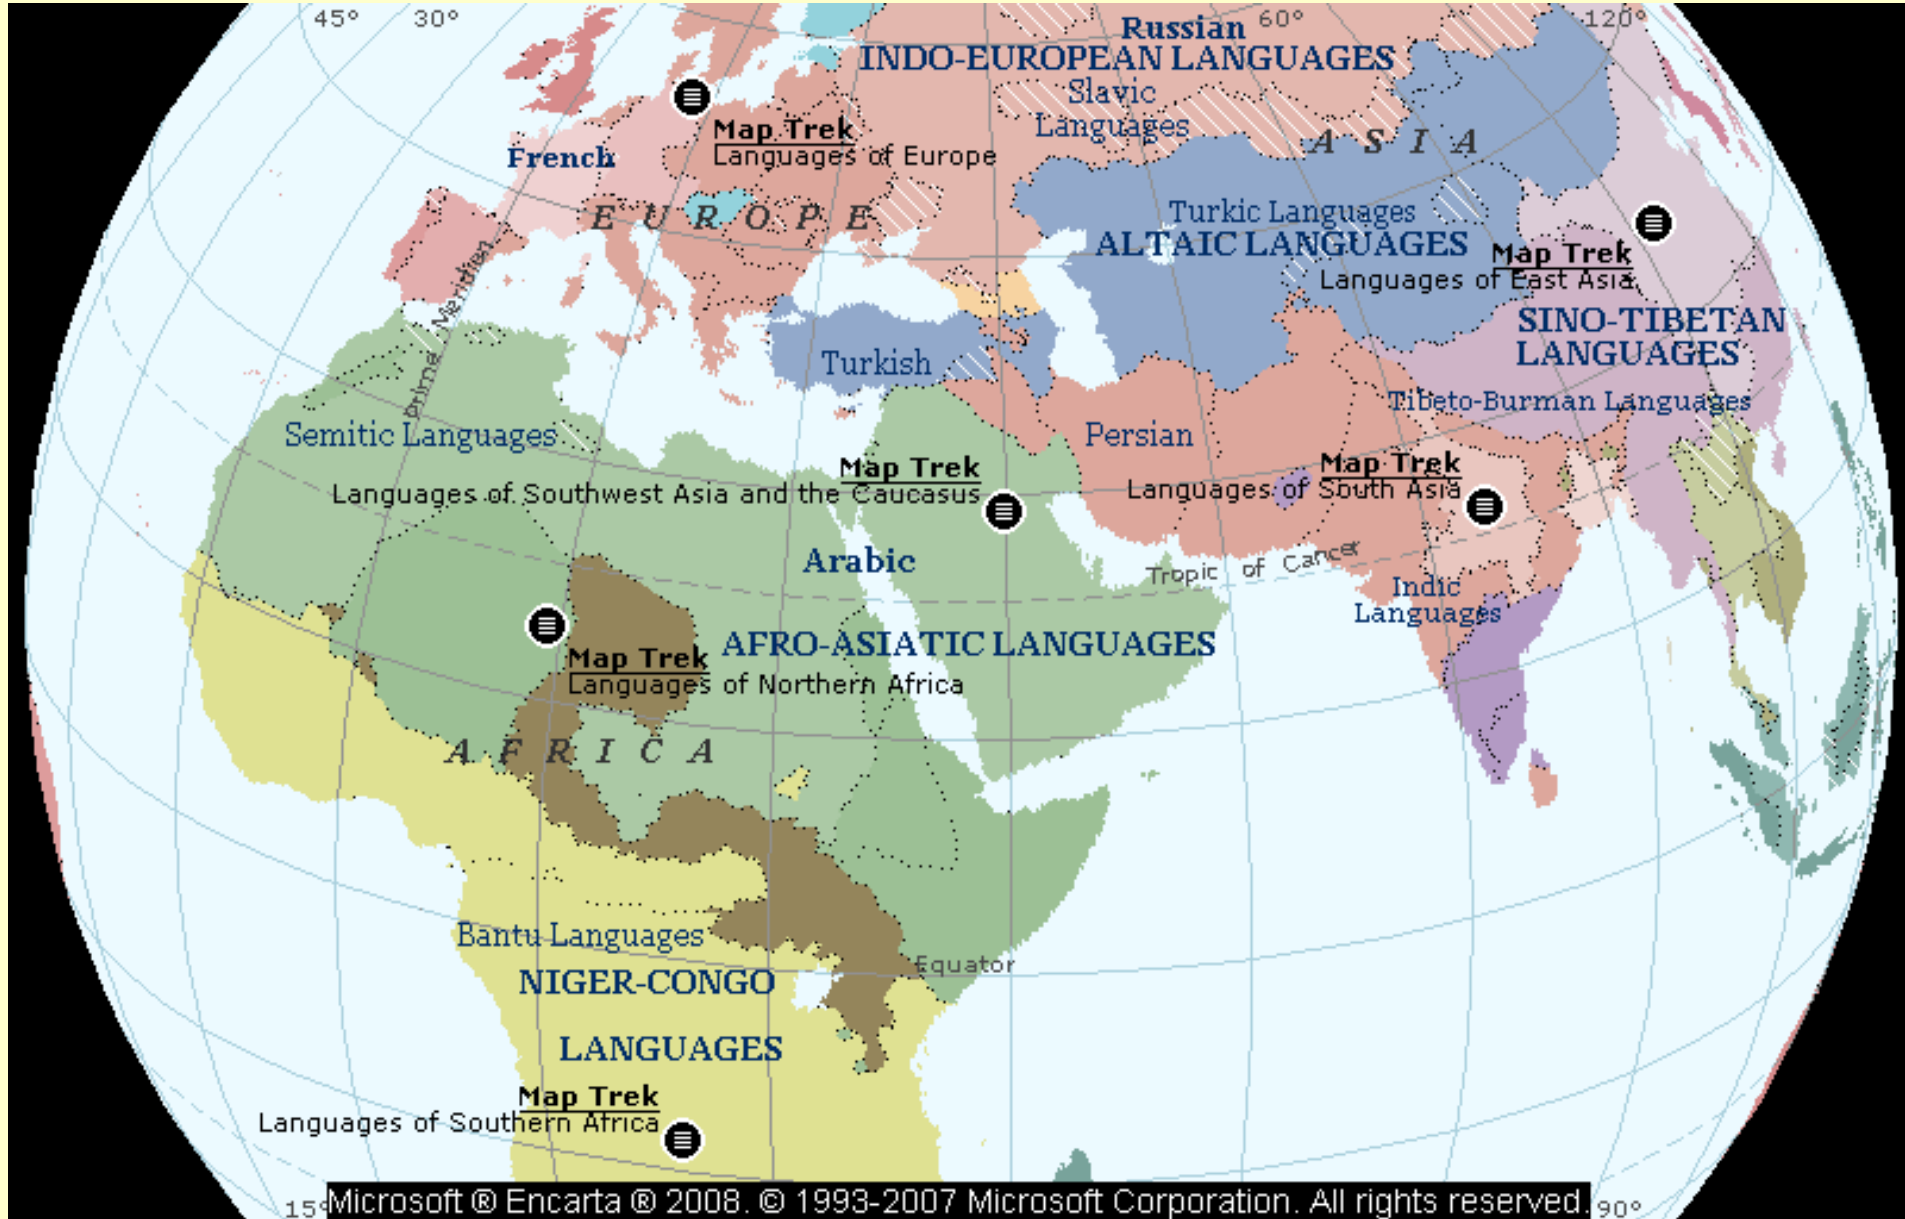 45°
30°
60°
120°
Russian
INDO-EUROPEAN LANGUAGES
Slavic
Languages
ASIA
Map Trek
Languages of Europe
French
EUROPE
Turkic Languages
ALTAIC LANGUAGES
Map Trek
Languages of East Asia
Prime Meridian
SINO-TIBETAN
LANGUAGES
Turkish
Tibeto-Burman Languages
Semitic Languages
Persian
Map Trek
Languages of Southwest Asia and the Caucasus
Map Trek
Languages of South Asia
Arabic
Tropic of Cancer
Indic
Languages
AFRO-ASIATIC LANGUAGES
Map Trek
Languages of Northern Africa
AFRICA
Bantu Languages
Equator
NIGER-CONGO
LANGUAGES
Map Trek
Languages of Southern Africa
15°
Microsoft ® Encarta ® 2008. © 1993-2007 Microsoft Corporation. All rights reserved.
90°